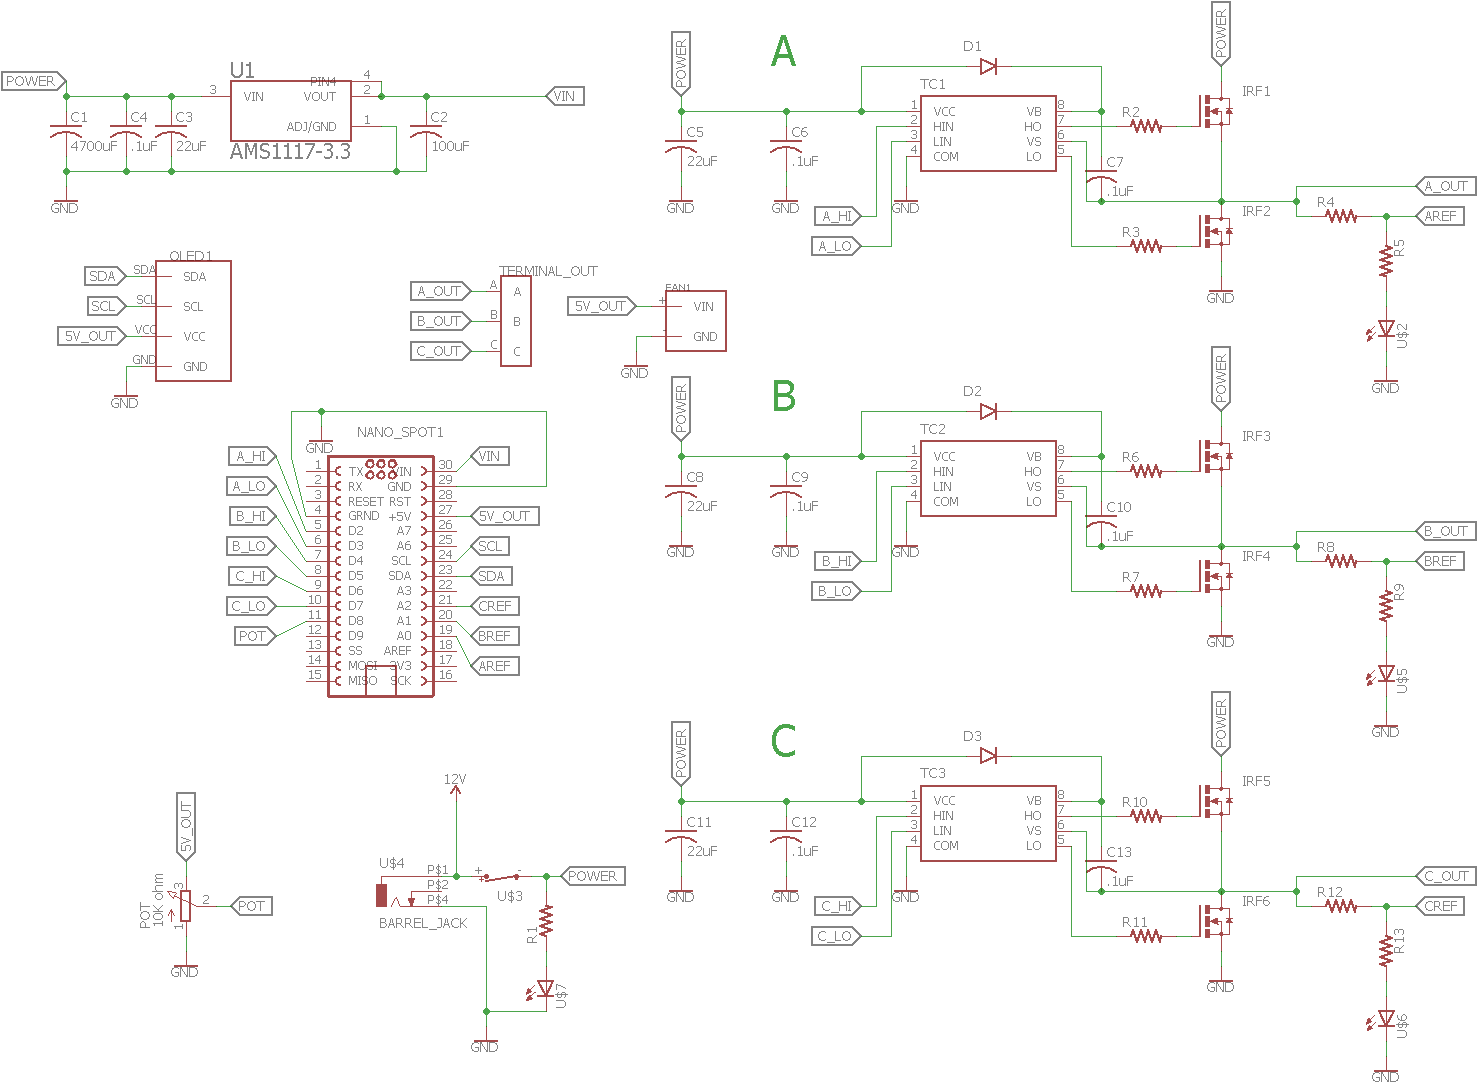 POWER
U1
3
VIN
PIN4
VOUT
ADJ/GND
4
2
1
VIN
AMS1117-3.3
C1
4700uF
C4
.1uF
C3
22uF
C2
100uF
GND
OLED1
SDA
SDA
SDA
SCL
SCL
SCL
5V_OUT
VCC
VCC
GND
GND
GND
TERMINAL_OUT
A_OUT
A
A
B_OUT
B
B
C_OUT
C
C
FAN1
5V_OUT
+
VIN
-
GND
GND
NANO_SPOT1
GND
A_HI
A_LO
B_HI
B_LO
C_HI
C_LO
POT
1 TX VIN 30
2 RX GND 29
3 RESET RST 28
4 GRND +5V 27
5 D2 A7 26
6 D3 A6 25
7 D4 SCL 24
8 D5 SDA 23
9 D6 A3 22
10 D7 A2 21
11 D8 A1 20
12 D9 A0 19
13 SS AREF 18
14 MOSI 3V3 17
15 MISO SCK 16
VIN
5V_OUT
SCL
SDA
CREF
BREF
AREF
5V_OUT
POT
10K ohm
3
2
1
POT
GND
12V
U$4
P$1
P$2
P$4
BARREL_JACK
+
-
+
U$3
POWER
R1
U$7
GND
A
POWER
C5
22uF
GND
C6
.1uF
GND
D1
TC1
1 VCC VB 8
2 HIN HO 7
3 LIN VS 6
4 COM LO 5
A_HI
A_LO
GND
C7
.1uF
R2
R3
POWER
IRF1
IRF2
GND
R4
A_OUT
AREF
R5
U$2
GND
B
POWER
C8
22uF
GND
C9
.1uF
GND
D2
TC2
1 VCC VB 8
2 HIN HO 7
3 LIN VS 6
4 COM LO 5
B_HI
B_LO
GND
C10
.1uF
R6
R7
POWER
IRF3
IRF4
GND
R8
B_OUT
BREF
R9
U$5
GND
C
POWER
C11
22uF
GND
C12
.1uF
GND
D3
TC3
1 VCC VB 8
2 HIN HO 7
3 LIN VS 6
4 COM LO 5
C_HI
C_LO
GND
C13
.1uF
R10
R11
POWER
IRF5
IRF6
GND
R12
C_OUT
CREF
R13
U$6
GND